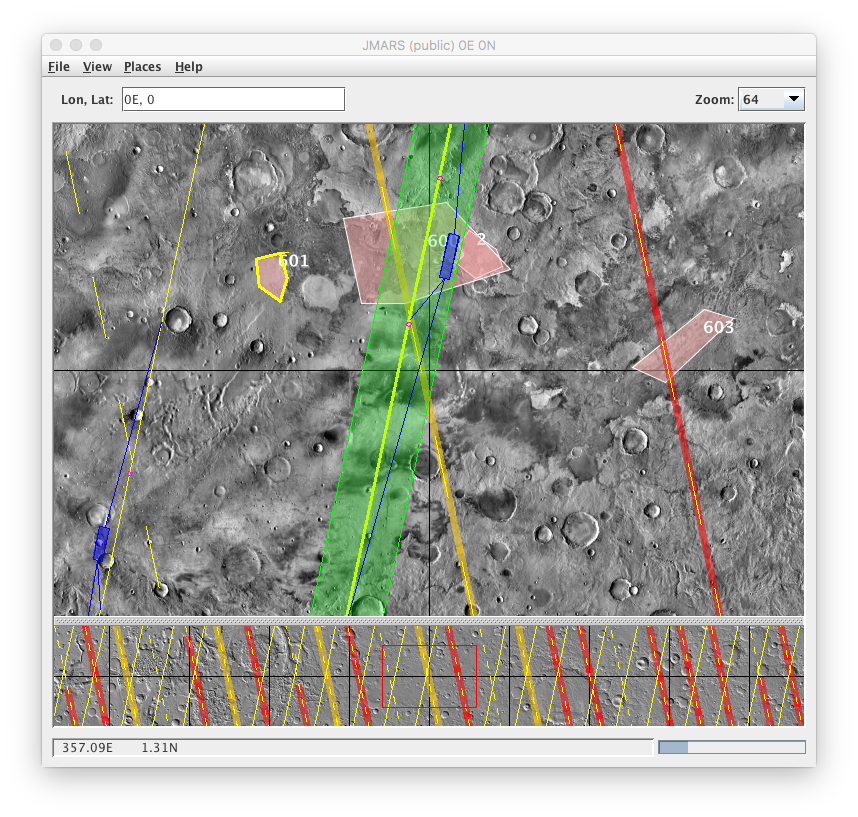 JMARS (public) 0E 0N
File View Places Help
Lon, Lat: 0E, 0 Zoom: 64
601
2
603
357.09E 1.31N